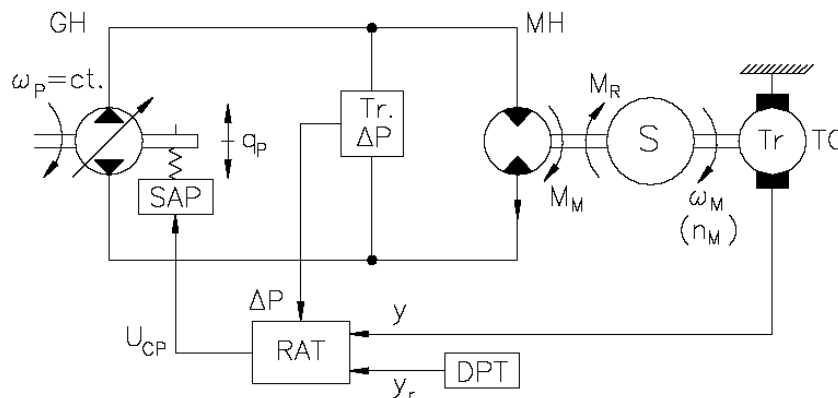 GH
MH
ω_P=ct.
q_P
Tr.
ΔP
M_R
S
Tr
TG
SAP
M_M
ω_M
(n_M)
ΔP
y
U_CP
RAT
y_r
DPT